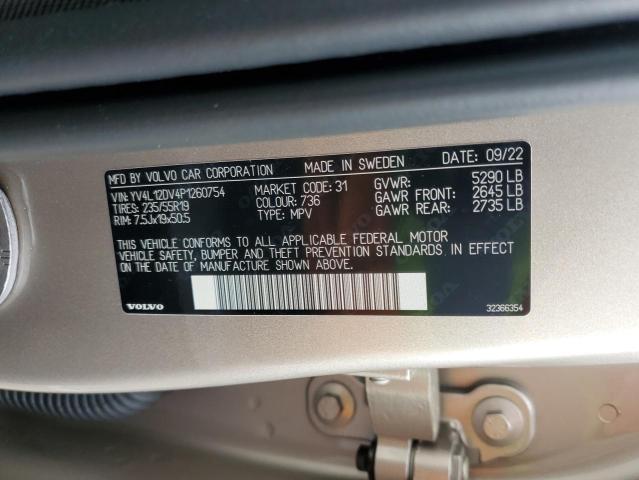 MFD BY VOLVO CAR CORPORATION MADE IN SWEDEN DATE: 09/22
VIN: YV4L12DV4P1260754 MARKET CODE: 31 GVWR: 5290 LB
TIRES: 235/55R19 COLOUR: 736 GAWR FRONT: 2645 LB
RIM: 7.5Jx19x50.5 TYPE: MPV GAWR REAR: 2735 LB
THIS VEHICLE CONFORMS TO ALL APPLICABLE FEDERAL MOTOR
VEHICLE SAFETY, BUMPER AND THEFT PREVENTION STANDARDS IN EFFECT
ON THE DATE OF MANUFACTURE SHOWN ABOVE.
VOLVO 32366354